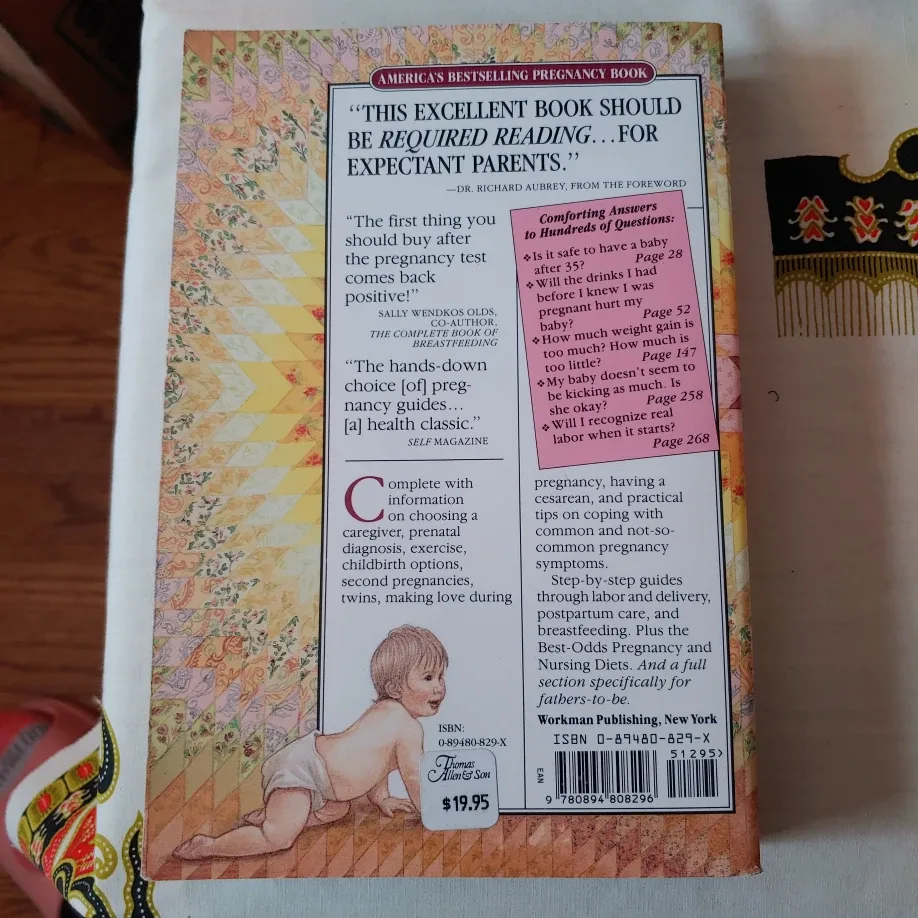 AMERICA'S BESTSELLING PREGNANCY BOOK
"THIS EXCELLENT BOOK SHOULD
BE REQUIRED READING...FOR
EXPECTANT PARENTS."
—DR. RICHARD AUBREY, FROM THE FOREWORD
"The first thing you
should buy after
the pregnancy test
comes back
positive!"
SALLY WENDKOS OLDS,
CO-AUTHOR,
THE COMPLETE BOOK OF
BREASTFEEDING
"The hands-down
choice [of] preg-
nancy guides...
[a] health classic."
SELF MAGAZINE
Comforting Answers
to Hundreds of Questions:
❖ Is it safe to have a baby
after 35? Page 28
❖ Will the drinks I had
before I knew I was
pregnant hurt my
baby? Page 52
❖ How much weight gain is
too much? How much is
too little? Page 147
❖ My baby doesn't seem to
be kicking as much. Is
she okay? Page 258
❖ Will I recognize real
labor when it starts?
Page 268
Complete with
information
on choosing a
caregiver, prenatal
diagnosis, exercise,
childbirth options,
second pregnancies,
twins, making love during
pregnancy, having a
cesarean, and practical
tips on coping with
common and not-so-
common pregnancy
symptoms.
Step-by-step guides
through labor and delivery,
postpartum care, and
breastfeeding. Plus the
Best-Odds Pregnancy and
Nursing Diets. And a full
section specifically for
fathers-to-be.
Workman Publishing, New York
ISBN 0-89480-829-X
51295>
EAN
9 780894 808296
ISBN:
0-89480-829-X
Thomas
Allen & Son
$19.95